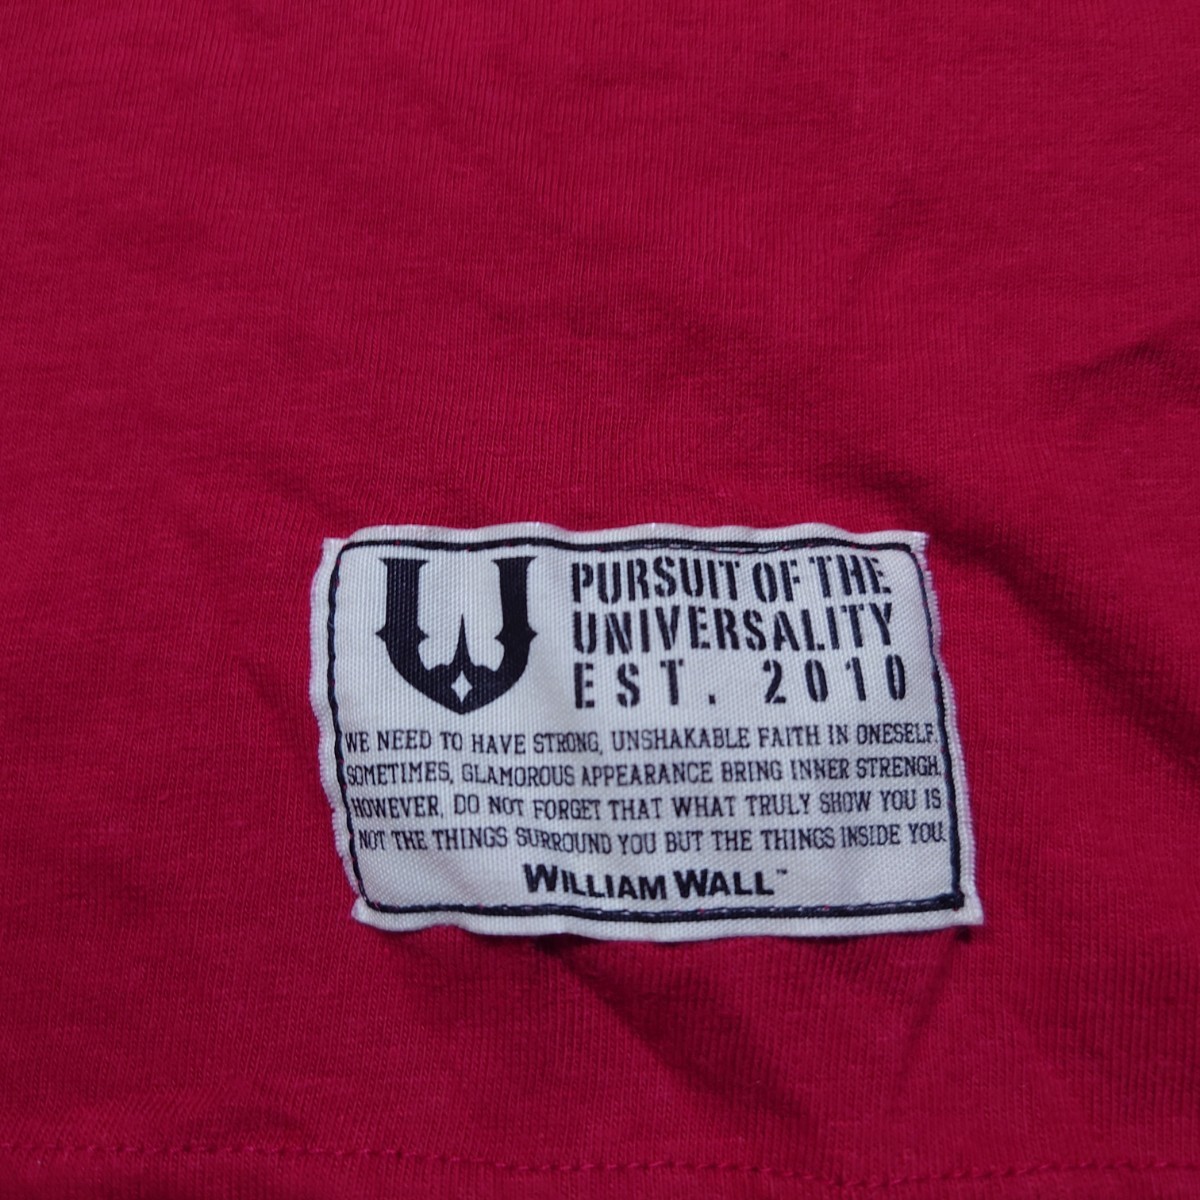 PURSUIT OF THE
UNIVERSALITY
EST. 2010
WE NEED TO HAVE STRONG, UNSHAKABLE FAITH IN ONESELF.
SOMETIMES, GLAMOROUS APPEARANCE BRING INNER STRENGH.
HOWEVER, DO NOT FORGET THAT WHAT TRULY SHOW YOU IS
NOT THE THINGS SURROUND YOU BUT THE THINGS INSIDE YOU.
WILLIAM WALL™